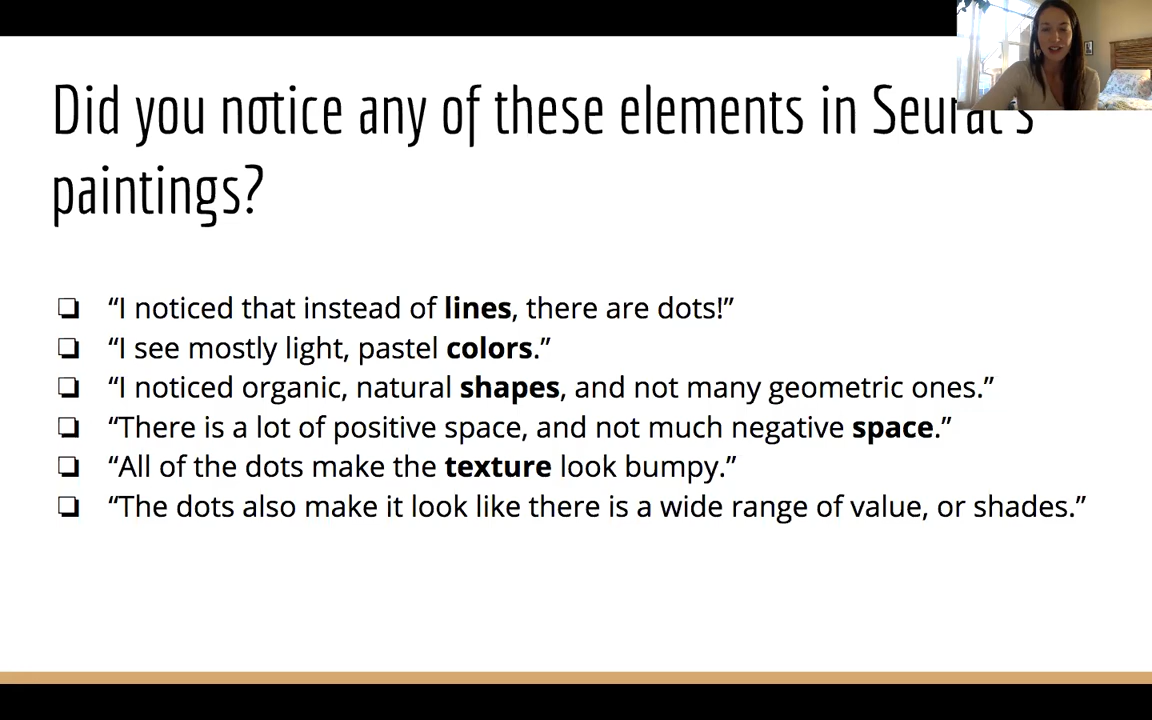 Did you notice any of these elements in Seurat's
paintings?
“I noticed that instead of lines, there are dots!”
“I see mostly light, pastel colors.”
“I noticed organic, natural shapes, and not many geometric ones.”
“There is a lot of positive space, and not much negative space.”
“All of the dots make the texture look bumpy.”
“The dots also make it look like there is a wide range of value, or shades.”